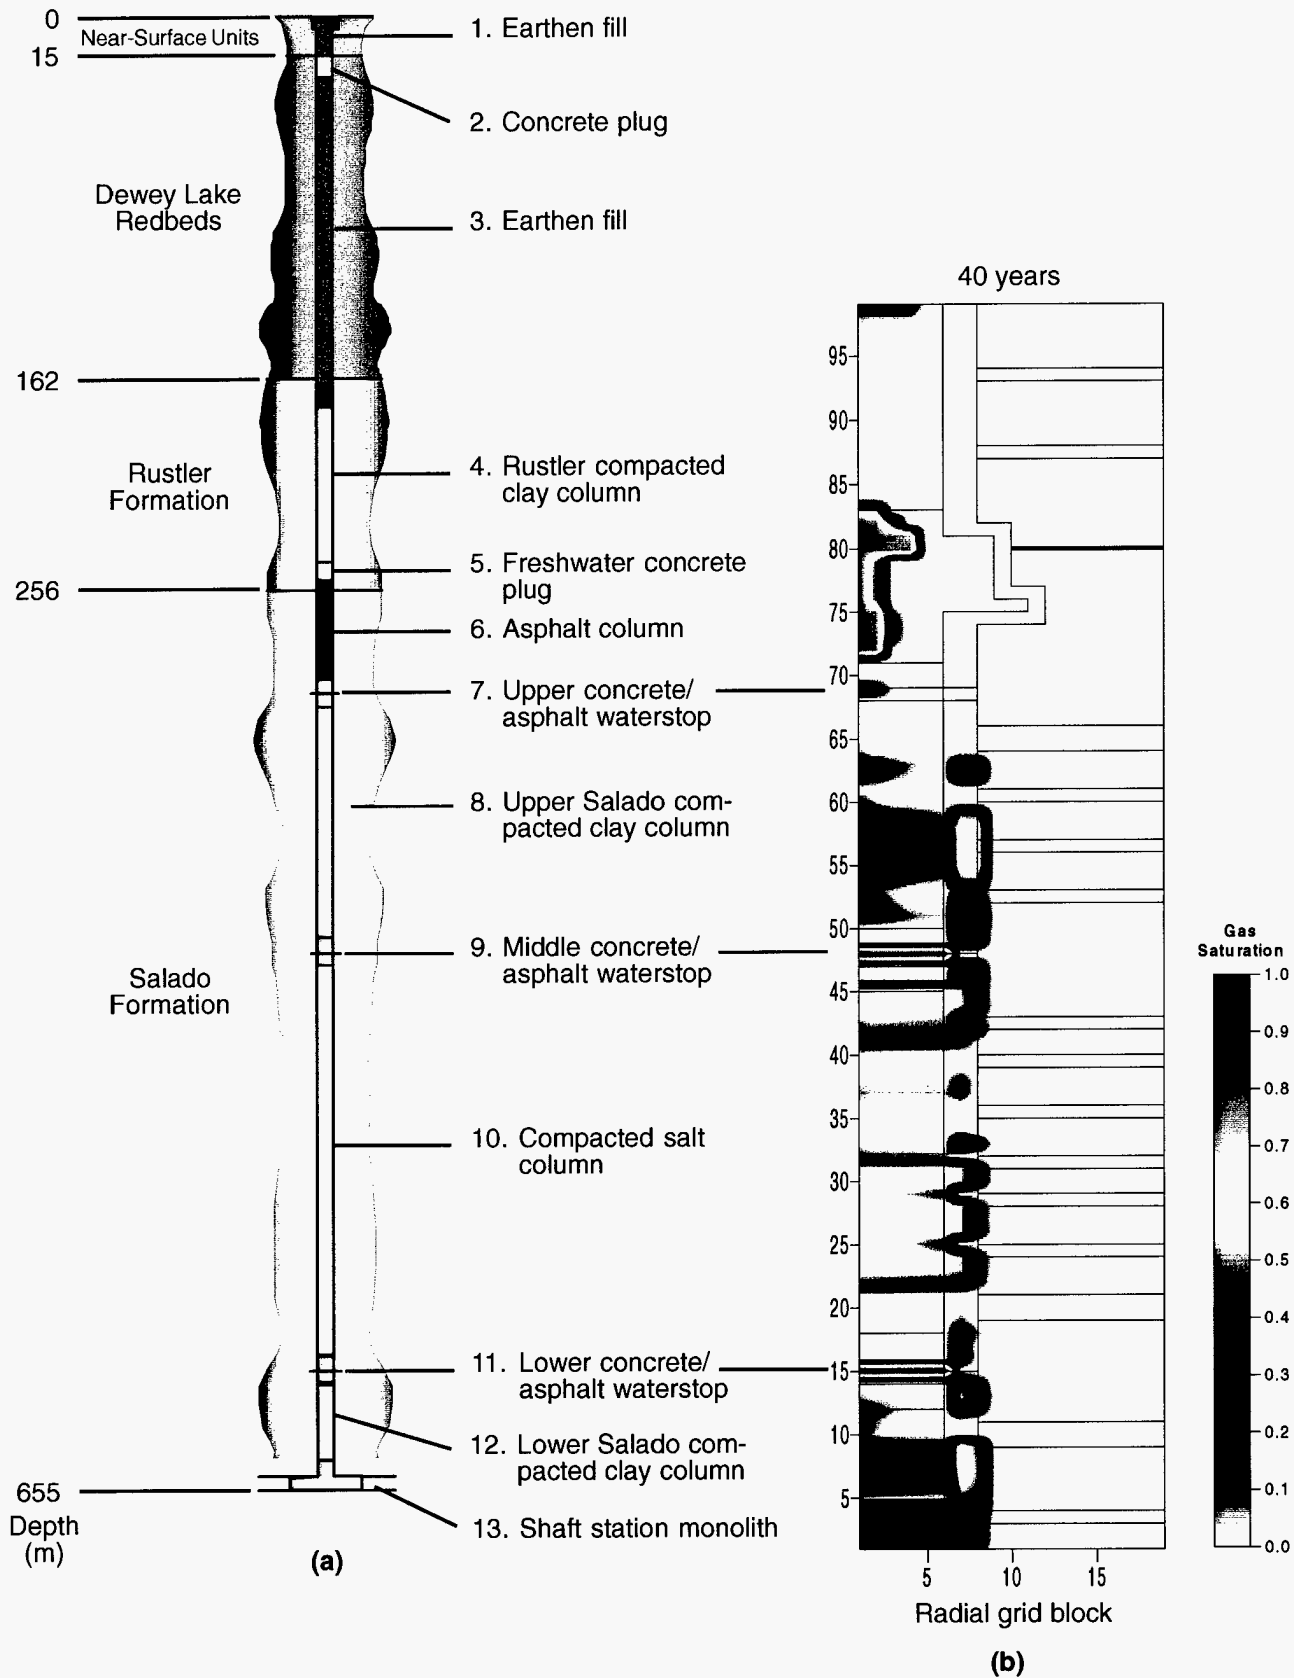 0
Near-Surface Units
15
Dewey Lake
Redbeds
162
Rustler
Formation
256
Salado
Formation
655
Depth
(m)
1. Earthen fill
2. Concrete plug
3. Earthen fill
4. Rustler compacted
clay column
5. Freshwater concrete
plug
6. Asphalt column
7. Upper concrete/
asphalt waterstop
8. Upper Salado com-
pacted clay column
9. Middle concrete/
asphalt waterstop
10. Compacted salt
column
11. Lower concrete/
asphalt waterstop
12. Lower Salado com-
pacted clay column
13. Shaft station monolith
(a)
40 years
95
90
85
80
75
70
65
60
55
50
45
40
35
30
25
20
15
10
5
5 10 15
Radial grid block
(b)
Gas
Saturation
1.0
0.9
0.8
0.7
0.6
0.5
0.4
0.3
0.2
0.1
0.0